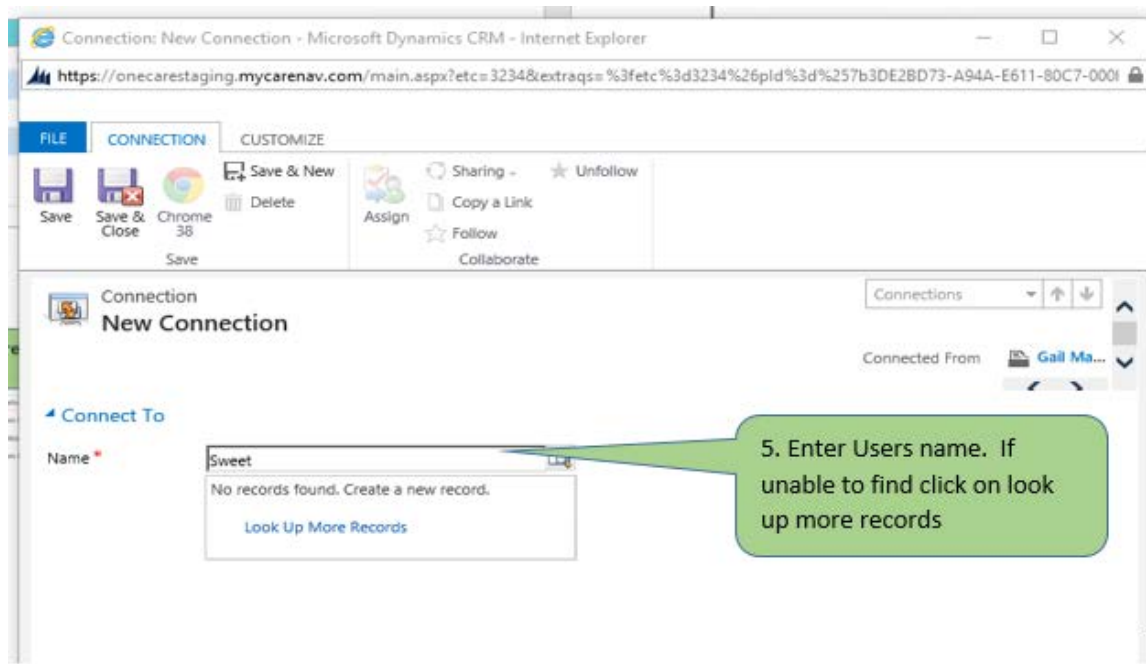 Connection: New Connection - Microsoft Dynamics CRM - Internet Explorer
https://onecarestaging.mycarenav.com/main.aspx?etc=3234&extraqs=%3fetc%3d3234%26pId%3d%257b3DE2BD73-A94A-E611-80C7-000
FILE CONNECTION CUSTOMIZE
Save
Save & Close
Chrome 38
Save & New
Delete
Save
Assign
Sharing
Copy a Link
Follow
Unfollow
Collaborate
Connection
New Connection
Connections
Connected From Gail Ma...
Connect To
Name * Sweet
No records found. Create a new record.
Look Up More Records
5. Enter Users name. If
unable to find click on look
up more records